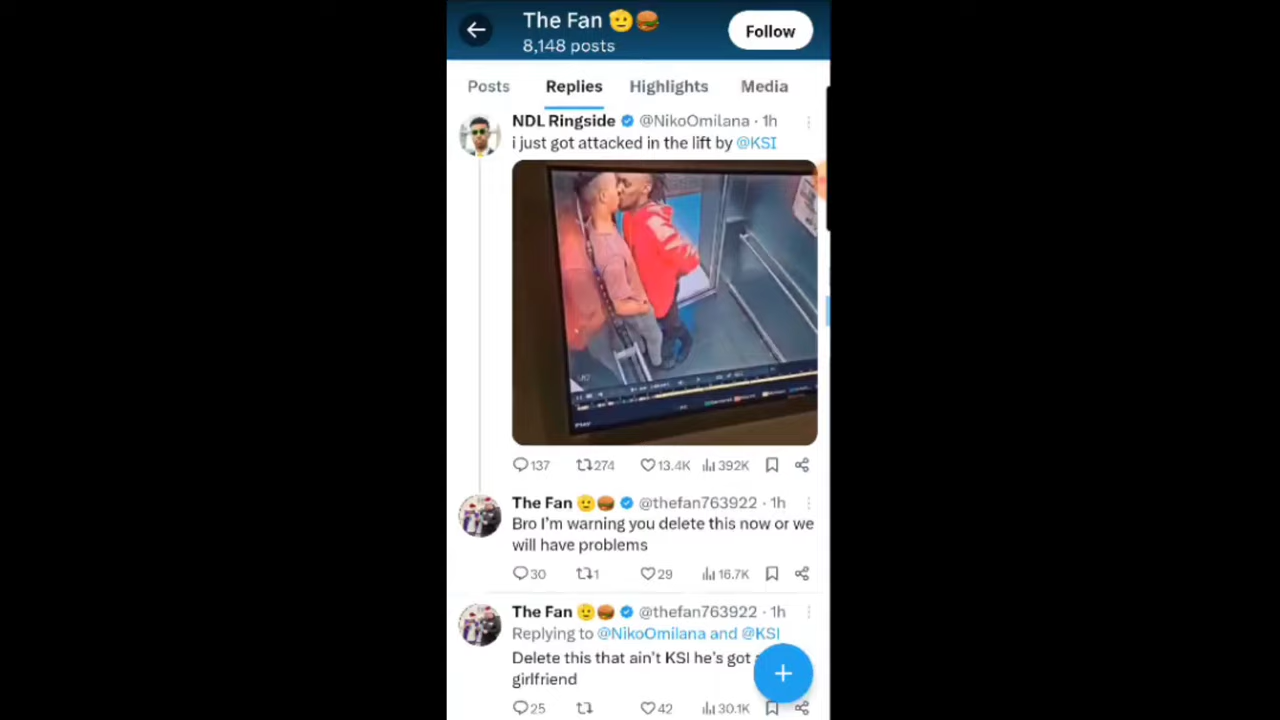 The Fan 🫡🍔
8,148 posts
Follow
Posts Replies Highlights Media
NDL Ringside @NikoOmilana · 1h
i just got attacked in the lift by @KSI
137 274 13.4K 392K
The Fan 🫡🍔 @thefan763922 · 1h
Bro I'm warning you delete this now or we
will have problems
30 1 29 16.7K
The Fan 🫡🍔 @thefan763922 · 1h
Replying to @NikoOmilana and @KSI
Delete this that ain't KSI he's got
girlfriend
25 42 30.1K